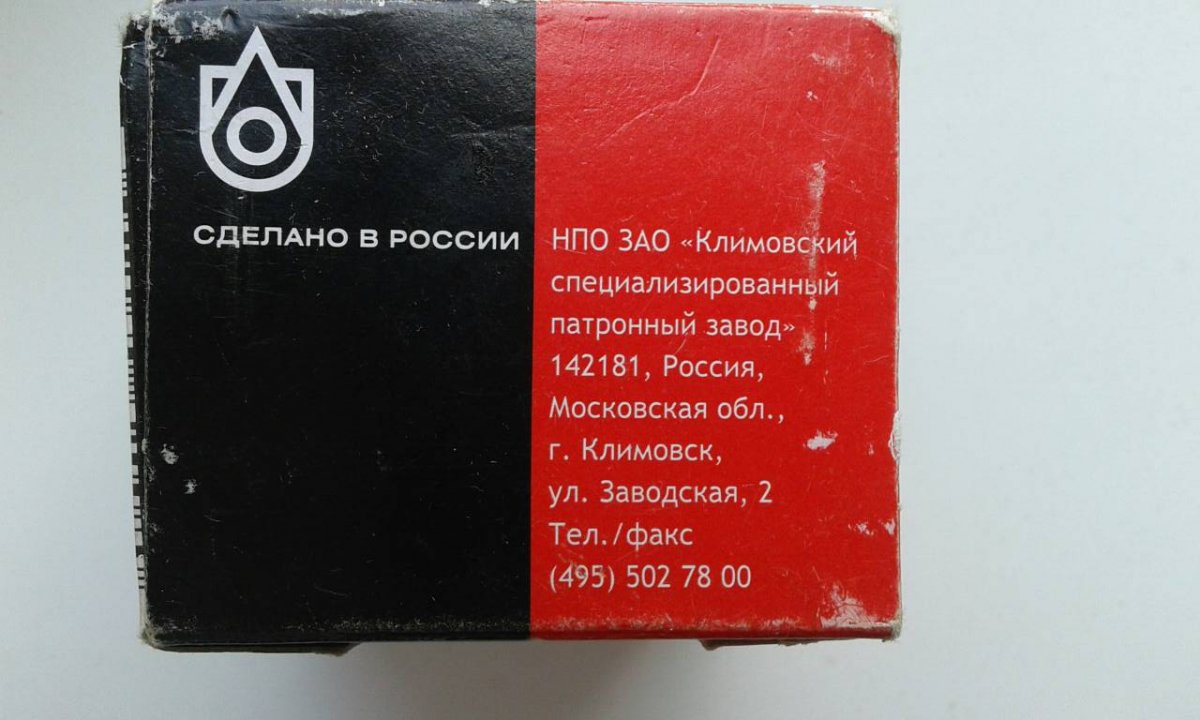 СДЕЛАНО В РОССИИ
НПО ЗАО «Климовский
специализированный
патронный завод»
142181, Россия,
Московская обл.,
г. Климовск,
ул. Заводская, 2
Тел./факс
(495) 502 78 00